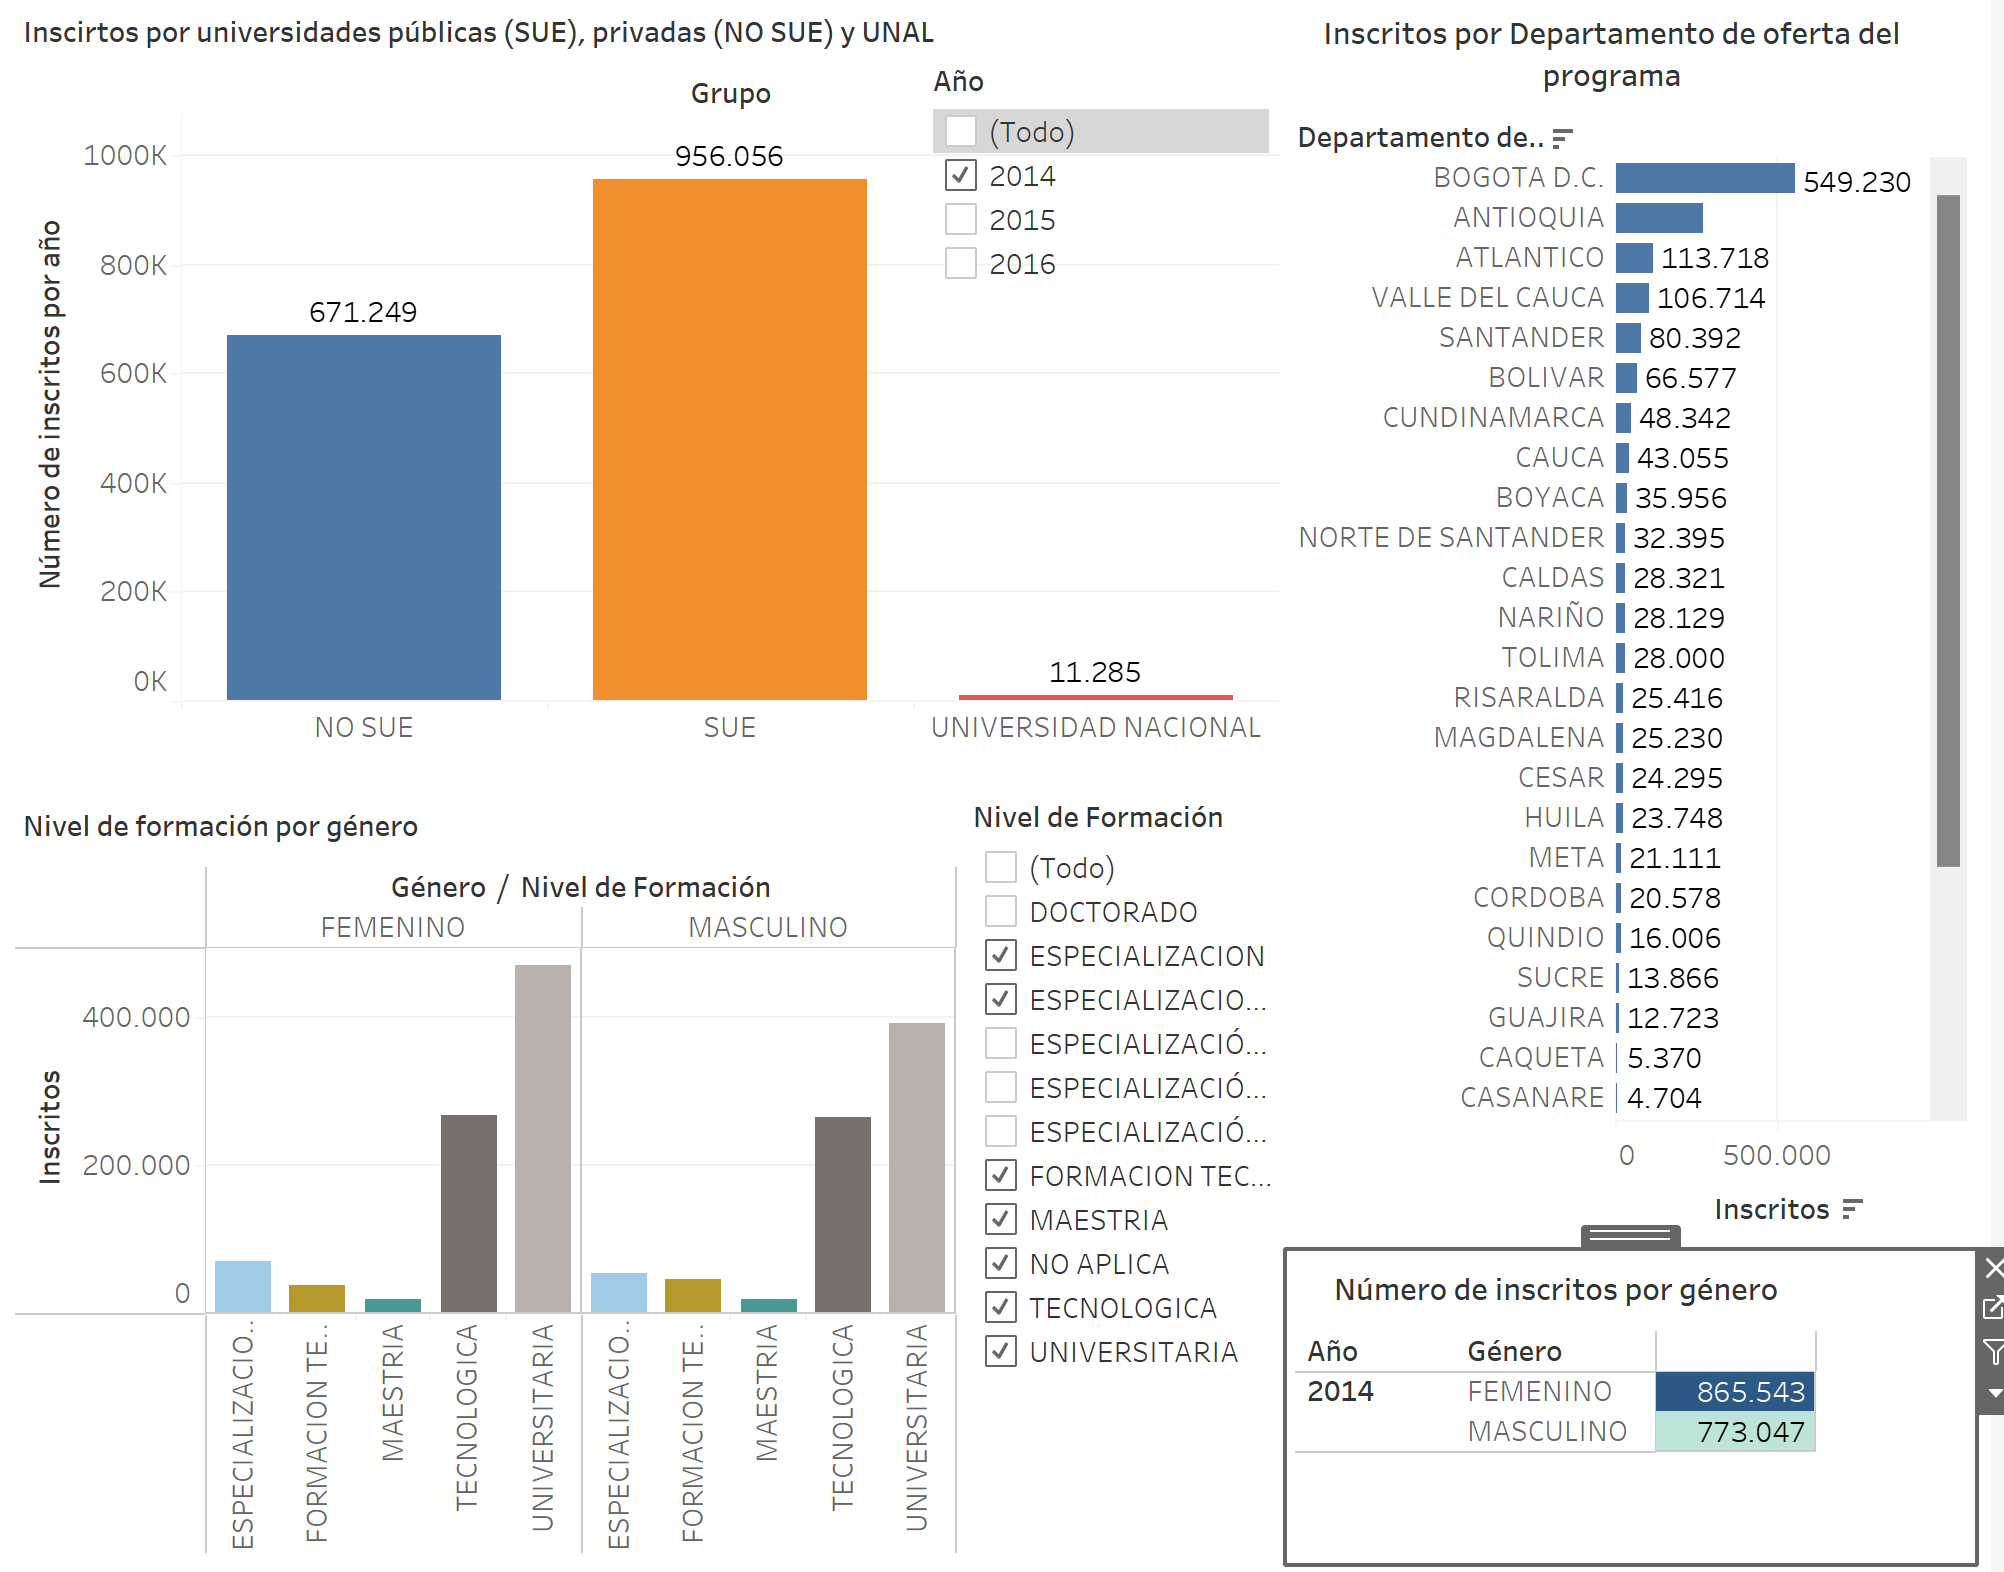 Inscirtos por universidades públicas (SUE), privadas (NO SUE) y UNAL
Grupo
Número de inscritos por año
1000K
800K
600K
400K
200K
0K
671.249
956.056
11.285
NO SUE
SUE
UNIVERSIDAD NACIONAL
Año
(Todo)
2014
2015
2016
Inscritos por Departamento de oferta del
programa
Departamento de..
BOGOTA D.C. 549.230
ANTIOQUIA
ATLANTICO 113.718
VALLE DEL CAUCA 106.714
SANTANDER 80.392
BOLIVAR 66.577
CUNDINAMARCA 48.342
CAUCA 43.055
BOYACA 35.956
NORTE DE SANTANDER 32.395
CALDAS 28.321
NARIÑO 28.129
TOLIMA 28.000
RISARALDA 25.416
MAGDALENA 25.230
CESAR 24.295
HUILA 23.748
META 21.111
CORDOBA 20.578
QUINDIO 16.006
SUCRE 13.866
GUAJIRA 12.723
CAQUETA 5.370
CASANARE 4.704
0 500.000
Inscritos
Nivel de formación por género
Género / Nivel de Formación
FEMENINO
MASCULINO
Inscritos
400.000
200.000
0
ESPECIALIZACIO..
FORMACION TE..
MAESTRIA
TECNOLOGICA
UNIVERSITARIA
ESPECIALIZACIO..
FORMACION TE..
MAESTRIA
TECNOLOGICA
UNIVERSITARIA
Nivel de Formación
(Todo)
DOCTORADO
ESPECIALIZACION
ESPECIALIZACIO...
ESPECIALIZACIÓ...
ESPECIALIZACIÓ...
ESPECIALIZACIÓ...
FORMACION TEC...
MAESTRIA
NO APLICA
TECNOLOGICA
UNIVERSITARIA
Número de inscritos por género
Año Género
2014 FEMENINO 865.543
MASCULINO 773.047